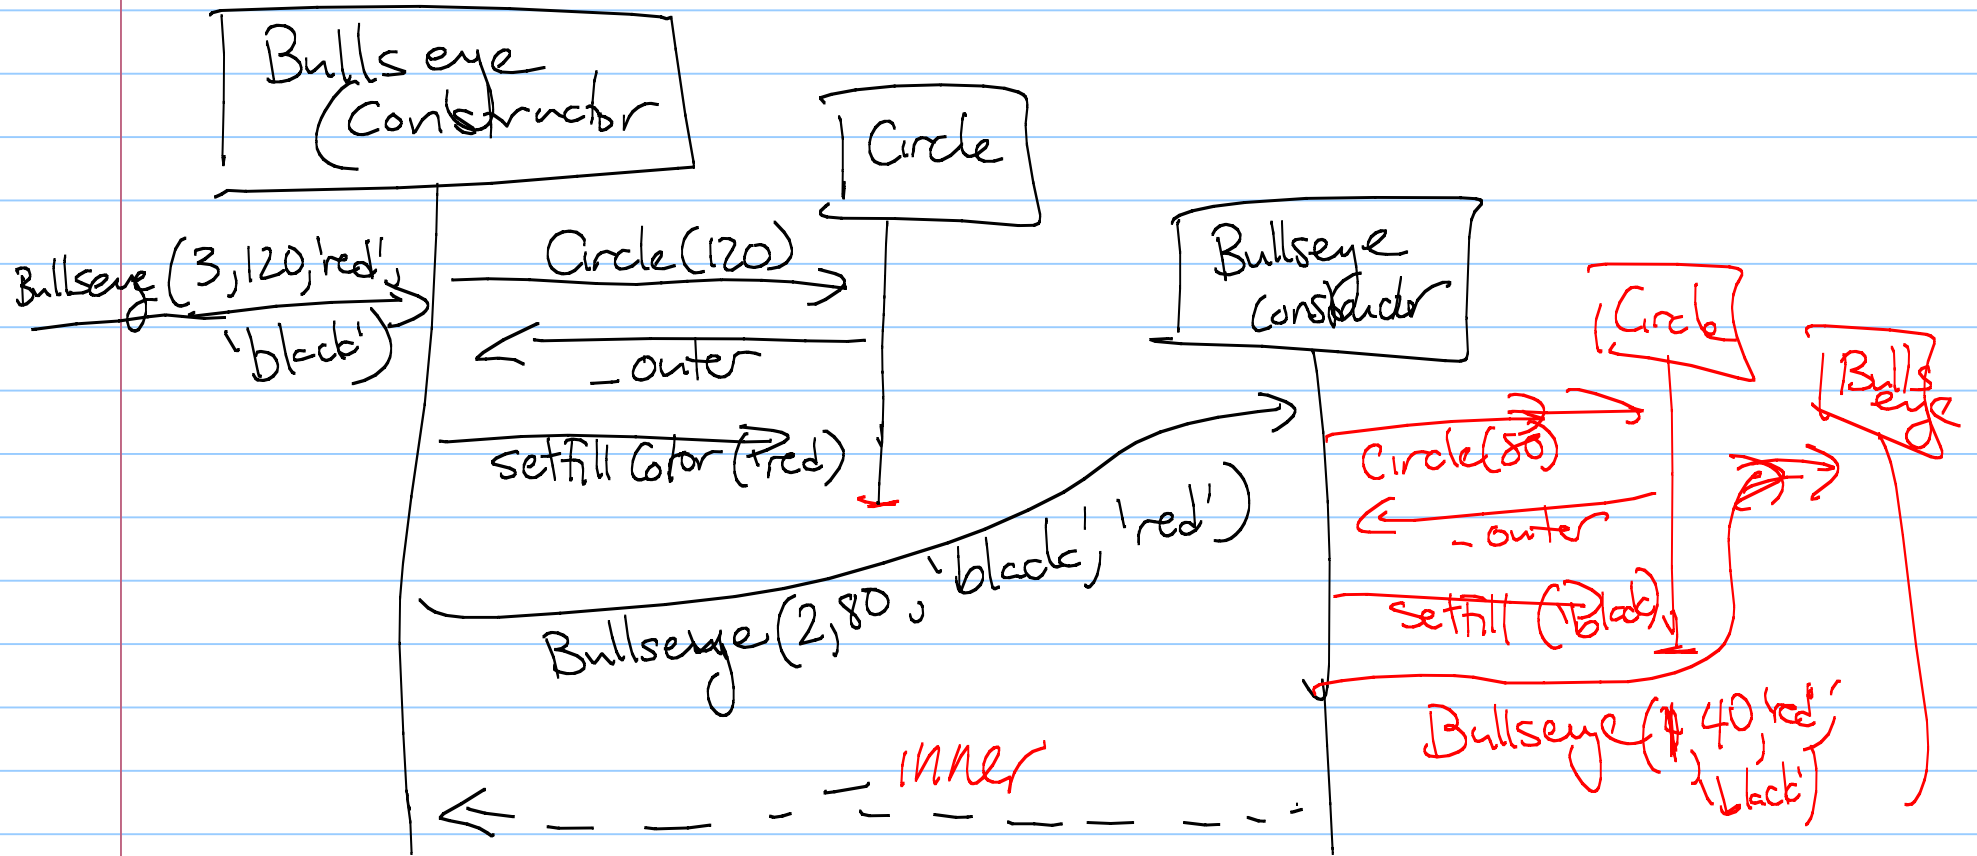 Bullseye
(Constructor
Circle
Bullseye (3, 120, 'red',
'black')
Circle (120)
_outer
setfill Color ('red)
Bullseye (2, 80, 'black', 'red')
_inner
Bullseye
constructor
Circle
Circle(80)
_outer
setfill ('black)
Bullseye (1, 40, 'red',
'black')
Bulls
eye